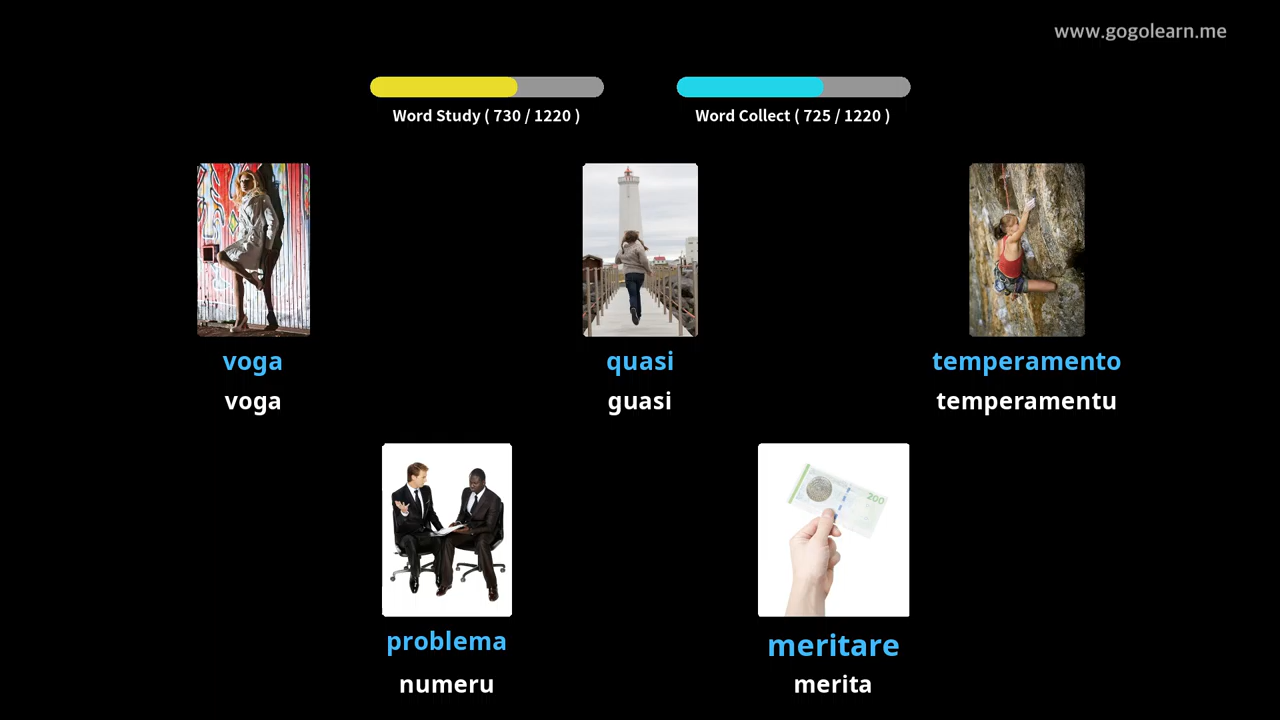 www.gogolearn.me
Word Study ( 730 / 1220 )
Word Collect ( 725 / 1220 )
voga
quasi
temperamento
voga
guasi
temperamentu
200
problema
meritare
numeru
merita